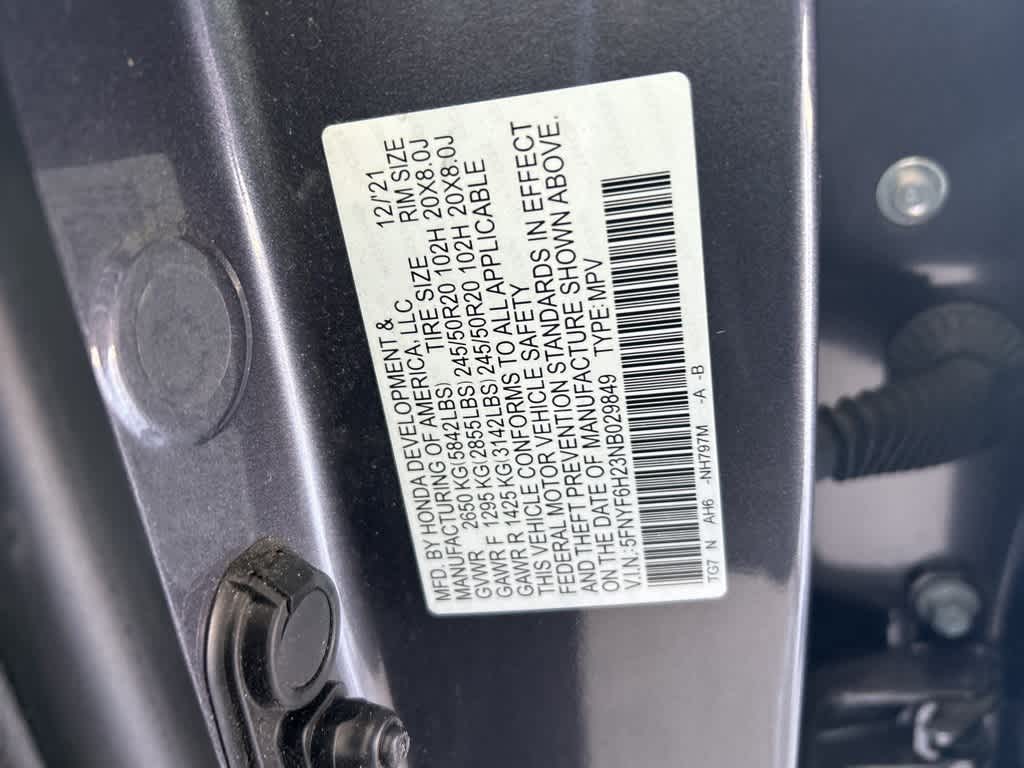 MFD. BY HONDA DEVELOPMENT & 12/21
MANUFACTURING OF AMERICA, LLC
TIRE SIZE RIM SIZE
GVWR 2650 KG(5842LBS)
GAWR F 1295 KG(2855LBS) 245/50R20 102H 20X8.0J
GAWR R 1425 KG(3142LBS) 245/50R20 102H 20X8.0J
THIS VEHICLE CONFORMS TO ALL APPLICABLE
FEDERAL MOTOR VEHICLE SAFETY
AND THEFT PREVENTION STANDARDS IN EFFECT
ON THE DATE OF MANUFACTURE SHOWN ABOVE.
V.I.N.:5FNYF6H23NB029849 TYPE:MPV
TG7 N AH6 -NH797M -A -B